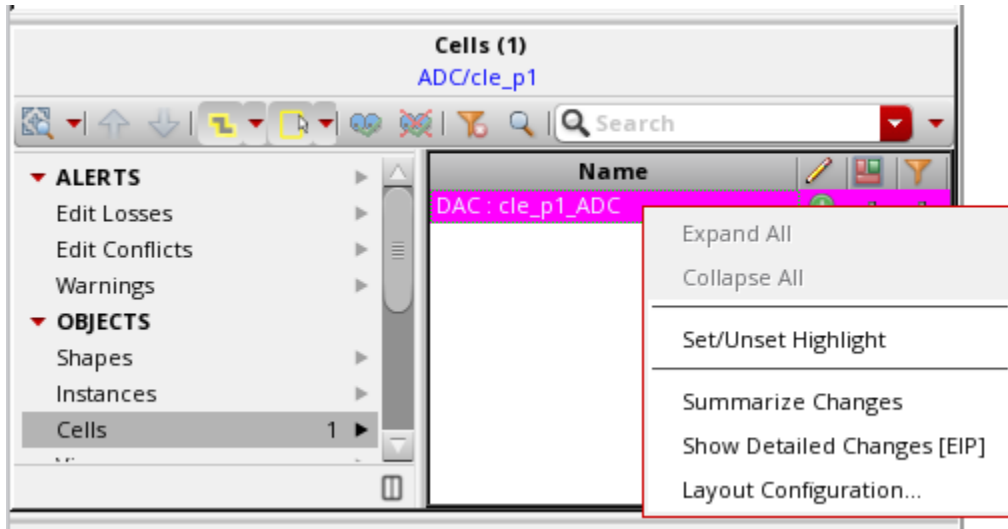 Cells (1)
ADC/cle_p1
Search
ALERTS
Edit Losses
Edit Conflicts
Warnings
OBJECTS
Shapes
Instances
Cells 1
Name
DAC : cle_p1_ADC
Expand All
Collapse All
Set/Unset Highlight
Summarize Changes
Show Detailed Changes [EIP]
Layout Configuration...